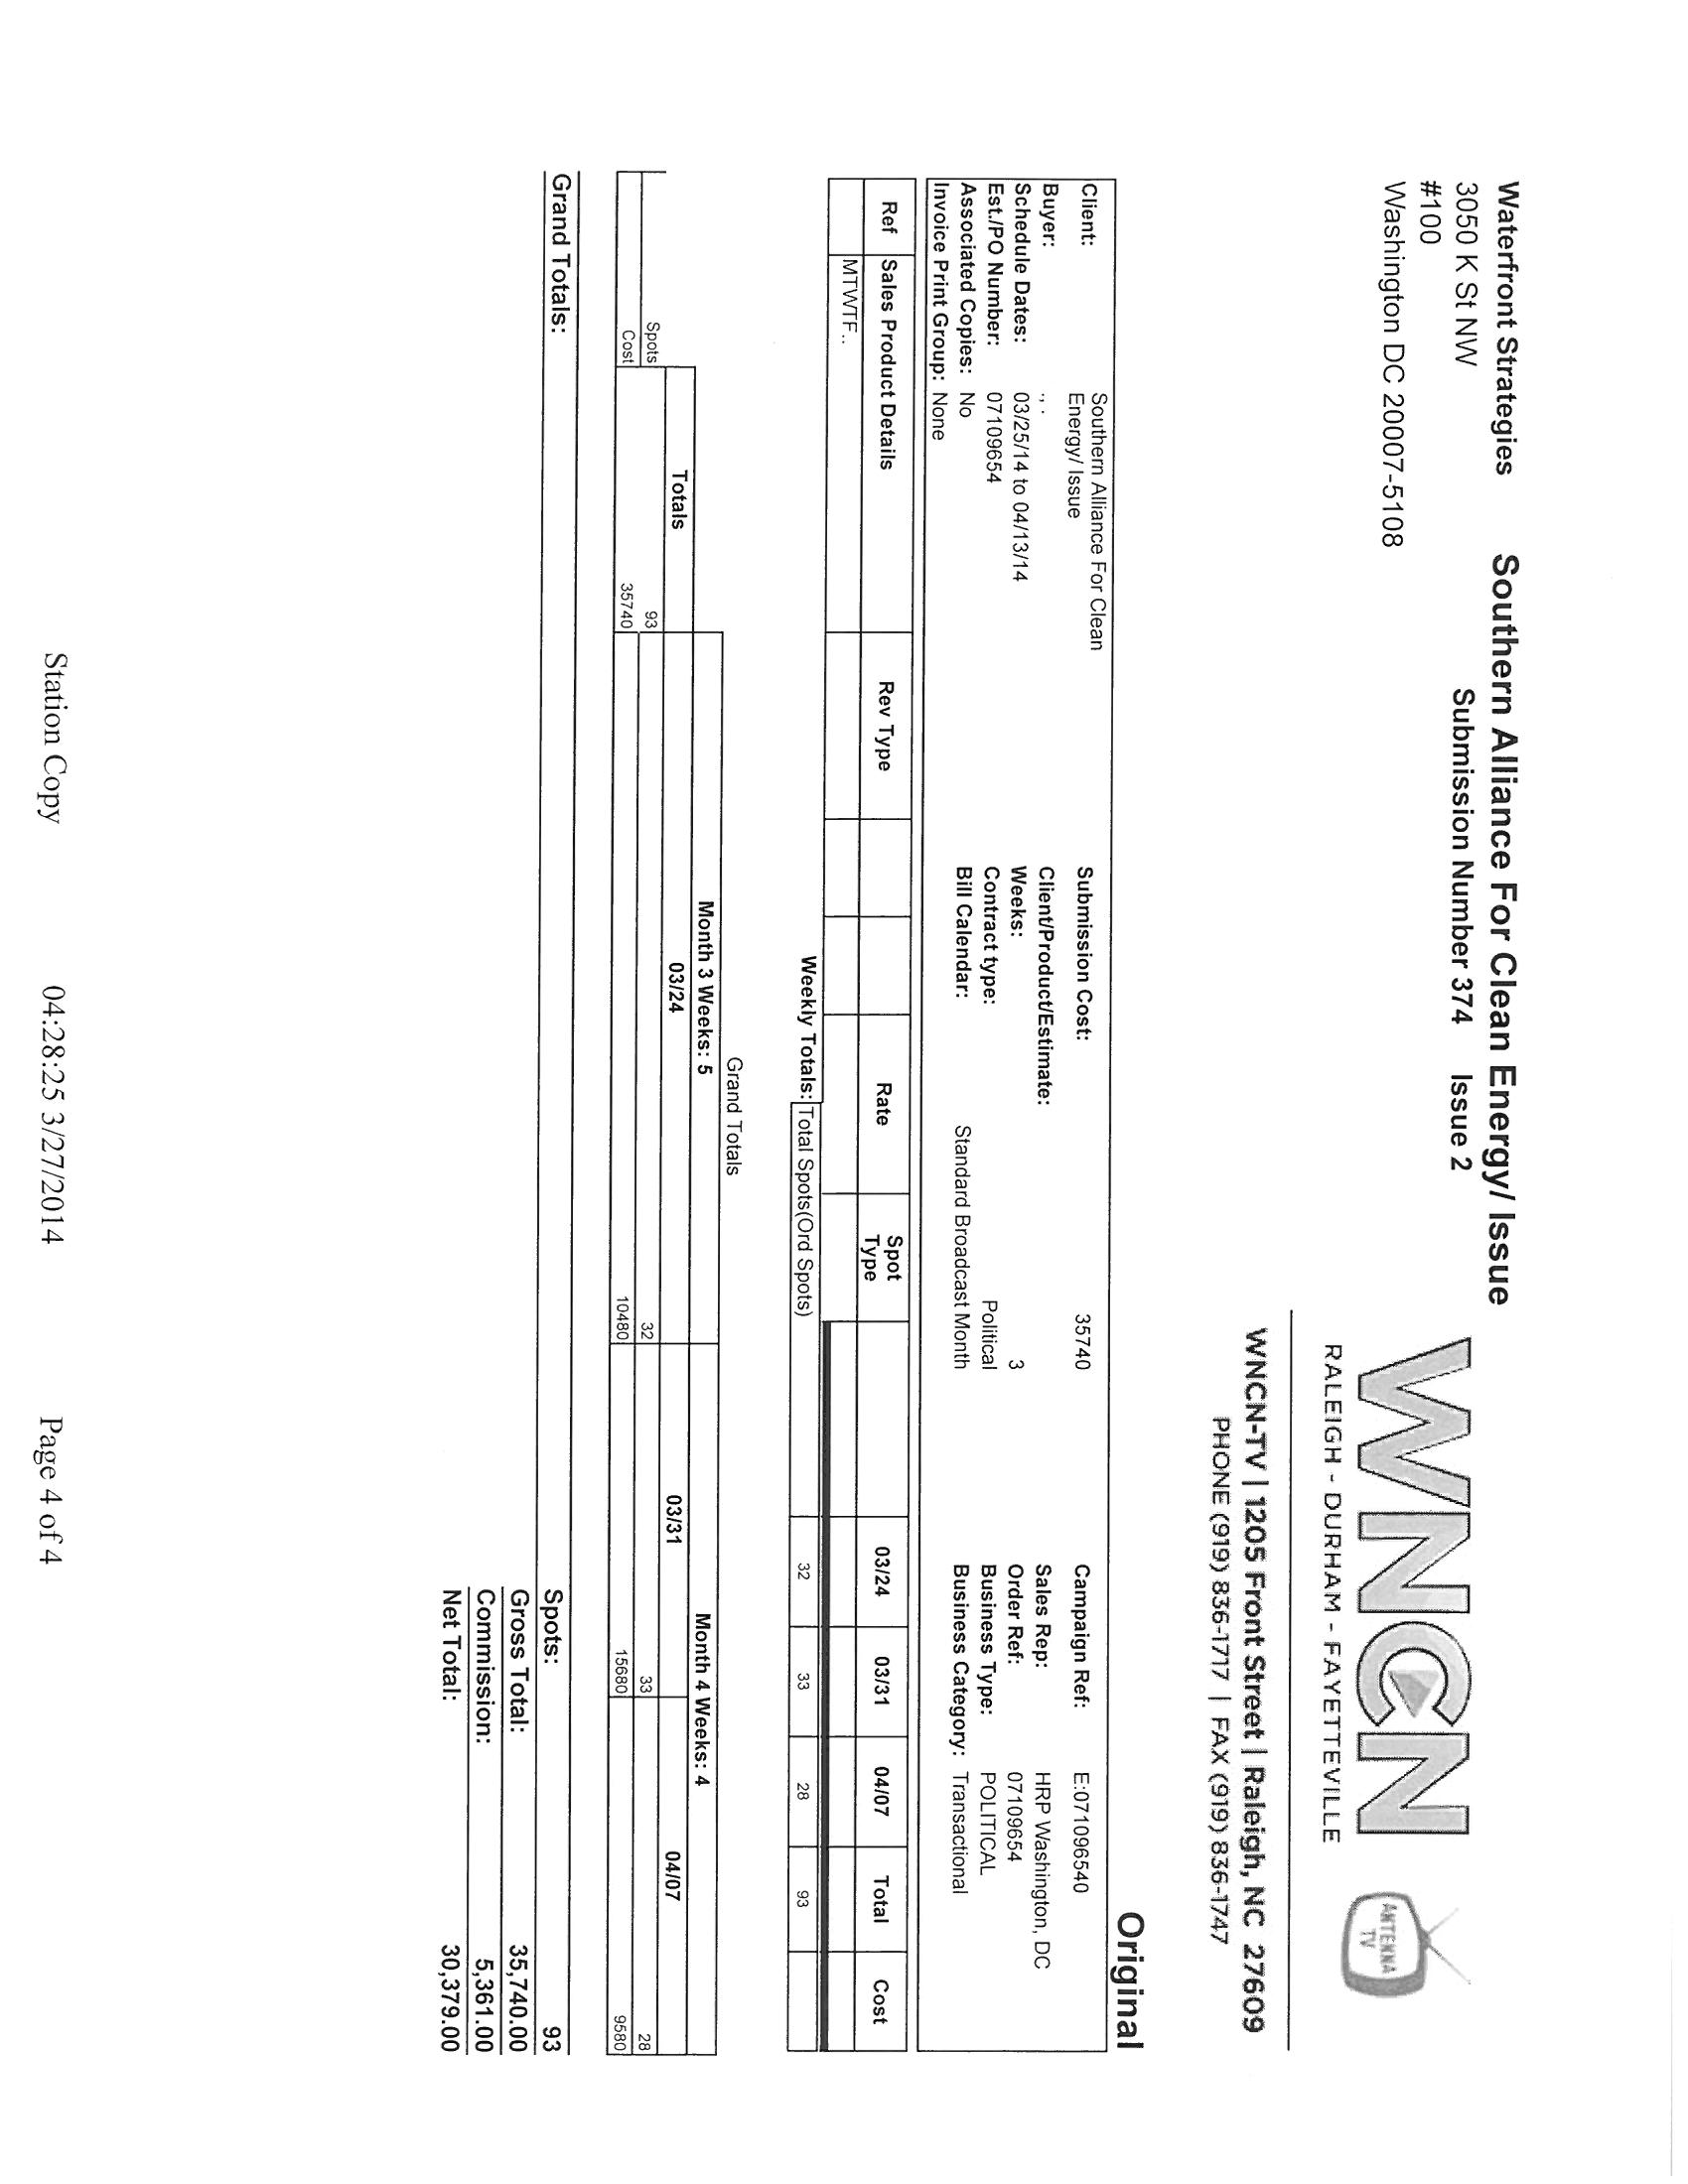 Waterfront Strategies
3050 K St NW
#100
Washington DC 20007-5108
Southern Alliance For Clean Energy/ Issue
Submission Number 374 Issue 2
WNCN
RALEIGH - DURHAM - FAYETTEVILLE
ANTENNA
TV
WNCN-TV | 1205 Front Street | Raleigh, NC 27609
PHONE (919) 836-1717 | FAX (919) 836-1747
Original
Client: Southern Alliance For Clean Energy/ Issue
Buyer: ., .
Schedule Dates: 03/25/14 to 04/13/14
Est./PO Number: 07109654
Associated Copies: No
Invoice Print Group: None
Submission Cost: 35740
Client/Product/Estimate:
Weeks: 3
Contract type: Political
Bill Calendar: Standard Broadcast Month
Campaign Ref: E:071096540
Sales Rep: HRP Washington, DC
Order Ref: 07109654
Business Type: POLITICAL
Business Category: Transactional
Ref Sales Product Details Rev Type Rate Spot Type 03/24 03/31 04/07 Total Cost
MTWTF..
Weekly Totals: Total Spots(Ord Spots) 32 33 28 93
Grand Totals
Month 3 Weeks: 5 Month 4 Weeks: 4
Totals 03/24 03/31 04/07
Spots 93 32 33 28
Cost 35740 10480 15680 9580
Grand Totals: Spots: 93
Gross Total: 35,740.00
Commission: 5,361.00
Net Total: 30,379.00
Station Copy 04:28:25 3/27/2014 Page 4 of 4